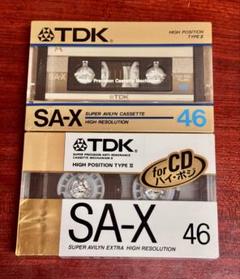 TDK
HIGH POSITION
TYPE II
A
Super Precision Cassette Mechanism
TDK
SA-X
SUPER AVILYN CASSETTE
HIGH RESOLUTION
46
TDK
SUPER PRECISION ANTI-RESONANCE
CASSETTE MECHANISM
HIGH POSITION TYPE II
for CD
ハイ・ポジ
SA-X
46
SUPER AVILYN EXTRA HIGH RESOLUTION